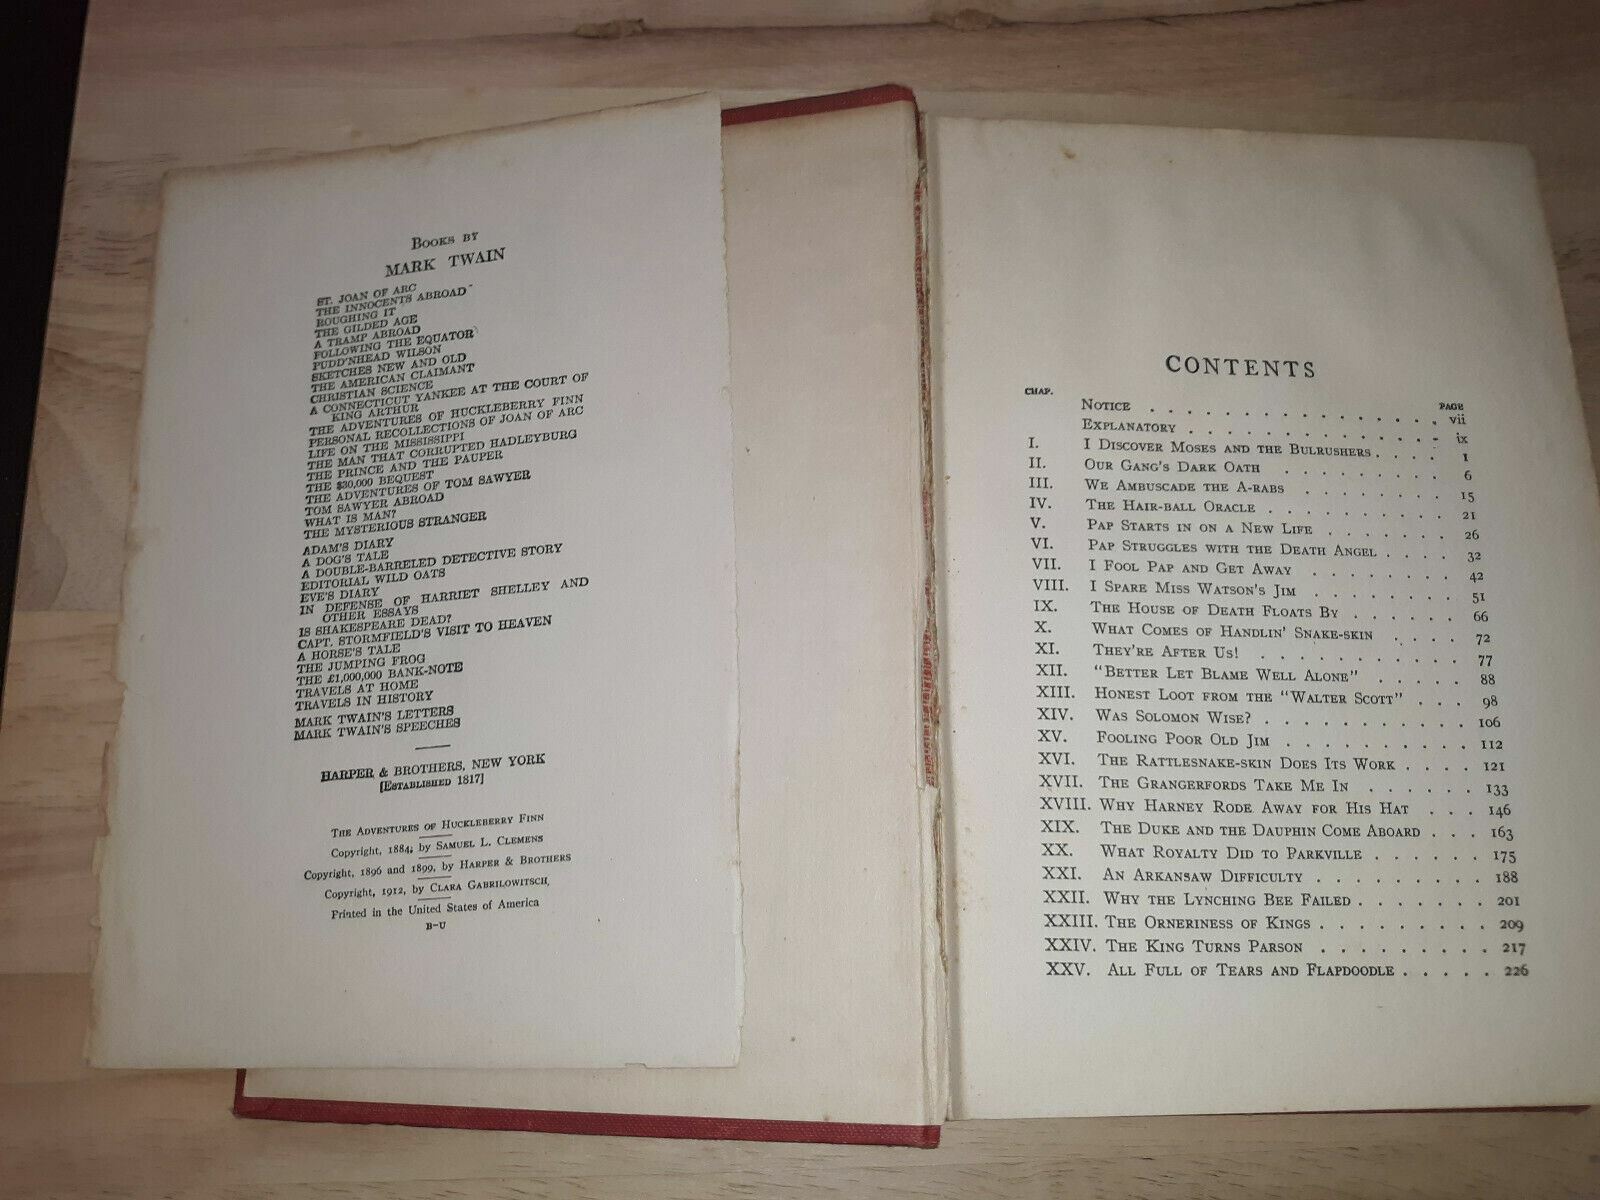 BOOKS BY
MARK TWAIN
ST. JOAN OF ARC
THE INNOCENTS ABROAD
ROUGHING IT
THE GILDED AGE
A TRAMP ABROAD
FOLLOWING THE EQUATOR
PUDD'NHEAD WILSON
SKETCHES NEW AND OLD
THE AMERICAN CLAIMANT
CHRISTIAN SCIENCE
A CONNECTICUT YANKEE AT THE COURT OF
KING ARTHUR
THE ADVENTURES OF HUCKLEBERRY FINN
PERSONAL RECOLLECTIONS OF JOAN OF ARC
LIFE ON THE MISSISSIPPI
THE MAN THAT CORRUPTED HADLEYBURG
THE PRINCE AND THE PAUPER
THE $30,000 BEQUEST
THE ADVENTURES OF TOM SAWYER
TOM SAWYER ABROAD
WHAT IS MAN?
THE MYSTERIOUS STRANGER
ADAM'S DIARY
A DOG'S TALE
A DOUBLE-BARRELED DETECTIVE STORY
EDITORIAL WILD OATS
EVE'S DIARY
IN DEFENSE OF HARRIET SHELLEY AND
OTHER ESSAYS
IS SHAKESPEARE DEAD?
CAPT. STORMFIELD'S VISIT TO HEAVEN
A HORSE'S TALE
THE JUMPING FROG
THE £1,000,000 BANK-NOTE
TRAVELS AT HOME
TRAVELS IN HISTORY
MARK TWAIN'S LETTERS
MARK TWAIN'S SPEECHES
HARPER & BROTHERS, NEW YORK
[ESTABLISHED 1817]
THE ADVENTURES OF HUCKLEBERRY FINN
Copyright, 1884, by SAMUEL L. CLEMENS
Copyright, 1896 and 1899, by HARPER & BROTHERS
Copyright, 1912, by CLARA GABRILOWITSCH
Printed in the United States of America
B-U
CONTENTS
CHAP. PAGE
NOTICE . . . . . . . . . . . . . . . vii
EXPLANATORY . . . . . . . . . . . . . ix
I. I DISCOVER MOSES AND THE BULRUSHERS . . . . 1
II. OUR GANG'S DARK OATH . . . . . . . . 6
III. WE AMBUSCADE THE A-RABS . . . . . . . . 15
IV. THE HAIR-BALL ORACLE . . . . . . . . . . 21
V. PAP STARTS IN ON A NEW LIFE . . . . . . . 26
VI. PAP STRUGGLES WITH THE DEATH ANGEL . . . . 32
VII. I FOOL PAP AND GET AWAY . . . . . . . . 42
VIII. I SPARE MISS WATSON'S JIM . . . . . . . . 51
IX. THE HOUSE OF DEATH FLOATS BY . . . . . . 66
X. WHAT COMES OF HANDLIN' SNAKE-SKIN . . . . 72
XI. THEY'RE AFTER US! . . . . . . . . . . . 77
XII. "BETTER LET BLAME WELL ALONE" . . . . . 88
XIII. HONEST LOOT FROM THE "WALTER SCOTT" . . . 98
XIV. WAS SOLOMON WISE? . . . . . . . . . . . 106
XV. FOOLING POOR OLD JIM . . . . . . . . . . 112
XVI. THE RATTLESNAKE-SKIN DOES ITS WORK . . . . 121
XVII. THE GRANGERFORDS TAKE ME IN . . . . . . 133
XVIII. WHY HARNEY RODE AWAY FOR HIS HAT . . . 146
XIX. THE DUKE AND THE DAUPHIN COME ABOARD . . . 163
XX. WHAT ROYALTY DID TO PARKVILLE . . . . . . 175
XXI. AN ARKANSAW DIFFICULTY . . . . . . . . . 188
XXII. WHY THE LYNCHING BEE FAILED . . . . . . . 201
XXIII. THE ORNERINESS OF KINGS . . . . . . . . . 209
XXIV. THE KING TURNS PARSON . . . . . . . . . 217
XXV. ALL FULL OF TEARS AND FLAPDOODLE . . . . . 226